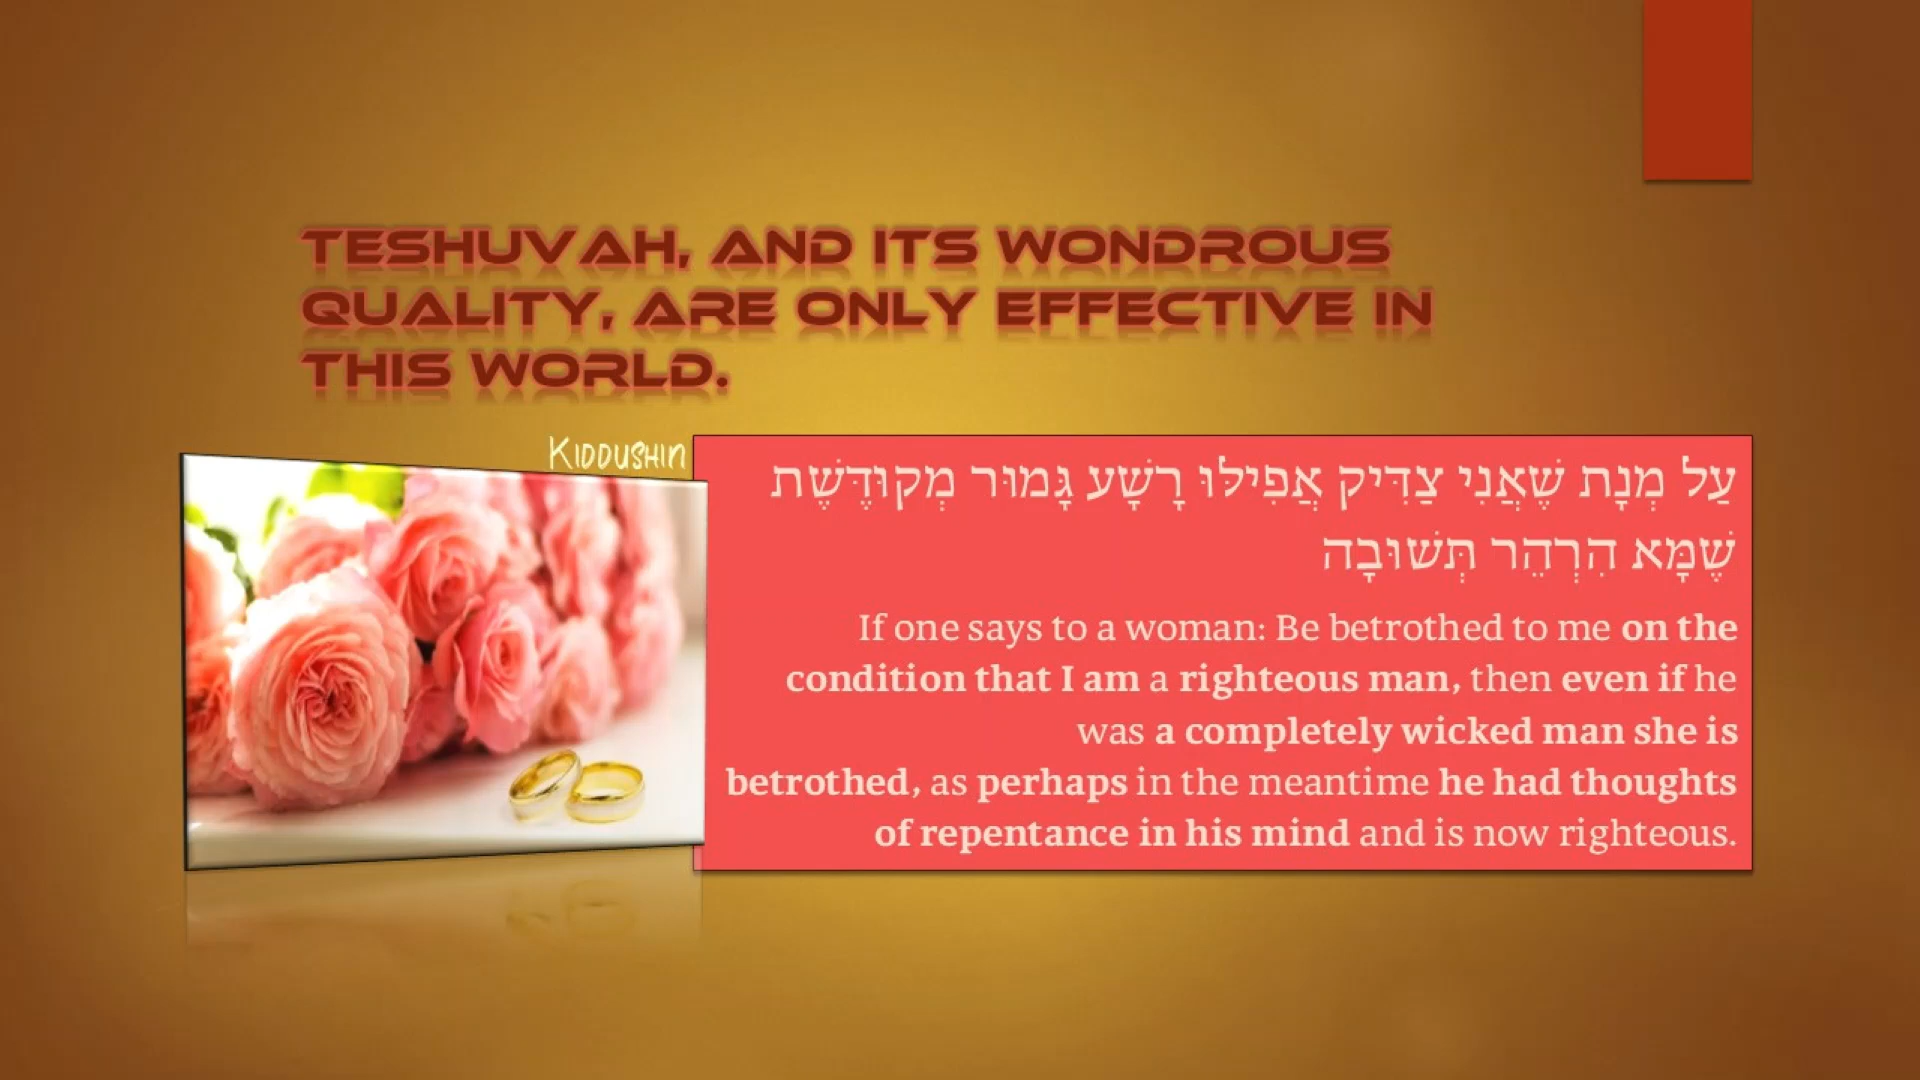 TESHUVAH, AND ITS WONDROUS
QUALITY, ARE ONLY EFFECTIVE IN
THIS WORLD.
Kiddushin
עַל מְנָת שֶׁאֲנִי צַדִּיק אֲפִילּוּ רָשָׁע גָּמוּר מְקוּדֶּשֶׁת
שֶׁמָּא הִרְהֵר תְּשׁוּבָה
If one says to a woman: Be betrothed to me on the
condition that I am a righteous man, then even if he
was a completely wicked man she is
betrothed, as perhaps in the meantime he had thoughts
of repentance in his mind and is now righteous.